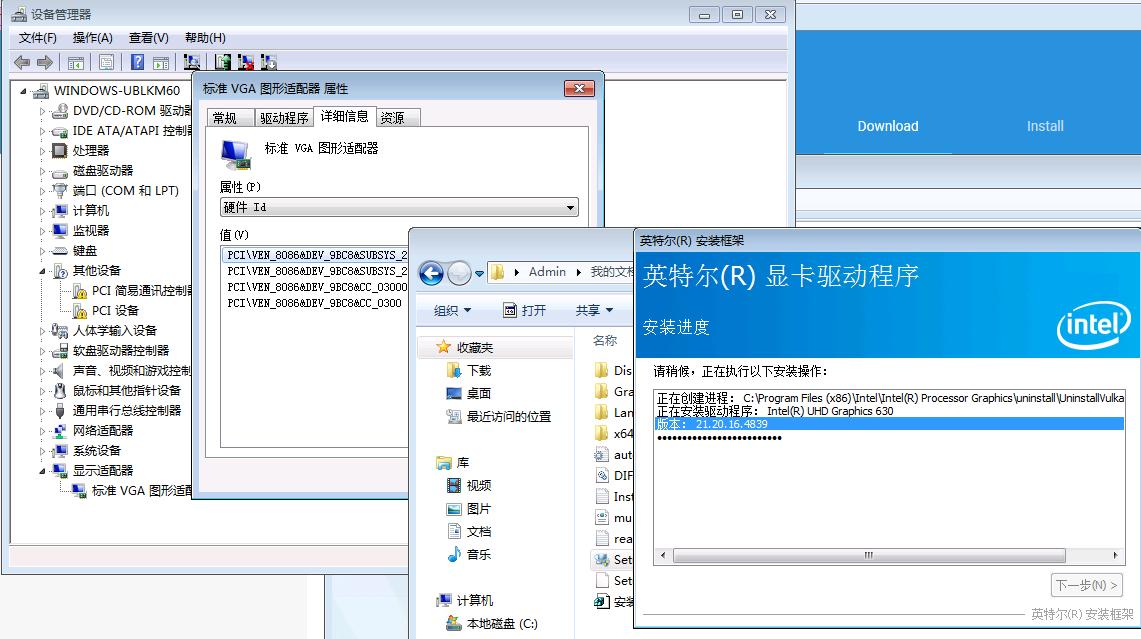 设备管理器
文件(F) 操作(A) 查看(V) 帮助(H)
WINDOWS-UBLKM60
DVD/CD-ROM 驱动器
IDE ATA/ATAPI 控制器
处理器
磁盘驱动器
端口 (COM 和 LPT)
计算机
监视器
键盘
其他设备
PCI 简易通讯控制器
PCI 设备
人体学输入设备
软盘驱动器控制器
声音、视频和游戏控制
鼠标和其他指针设备
通用串行总线控制器
网络适配器
系统设备
显示适配器
标准 VGA 图形适配
标准 VGA 图形适配器 属性
常规 驱动程序 详细信息 资源
标准 VGA 图形适配器
属性(P)
硬件 Id
值(V)
PCI\VEN_8086&DEV_9BC8&SUBSYS_2
PCI\VEN_8086&DEV_9BC8&SUBSYS_2
PCI\VEN_8086&DEV_9BC8&CC_03000
PCI\VEN_8086&DEV_9BC8&CC_0300
Download Install
Admin 我的文档
组织 打开 共享
收藏夹
下载
桌面
最近访问的位置
库
视频
图片
文档
音乐
计算机
本地磁盘 (C:)
名称
Dis
Gra
Lan
x64
aut
DIF
Inst
mu
rea
Set
Set
安装
英特尔(R) 安装框架
英特尔(R) 显卡驱动程序
安装进度
intel
请稍候，正在执行以下安装操作:
正在创建进程: C:\Program Files (x86)\Intel\Intel(R) Processor Graphics\uninstall\UninstallVulka
正在安装驱动程序: Intel(R) UHD Graphics 630
版本: 21.20.16.4839
下一步(N) >
英特尔(R) 安装框架